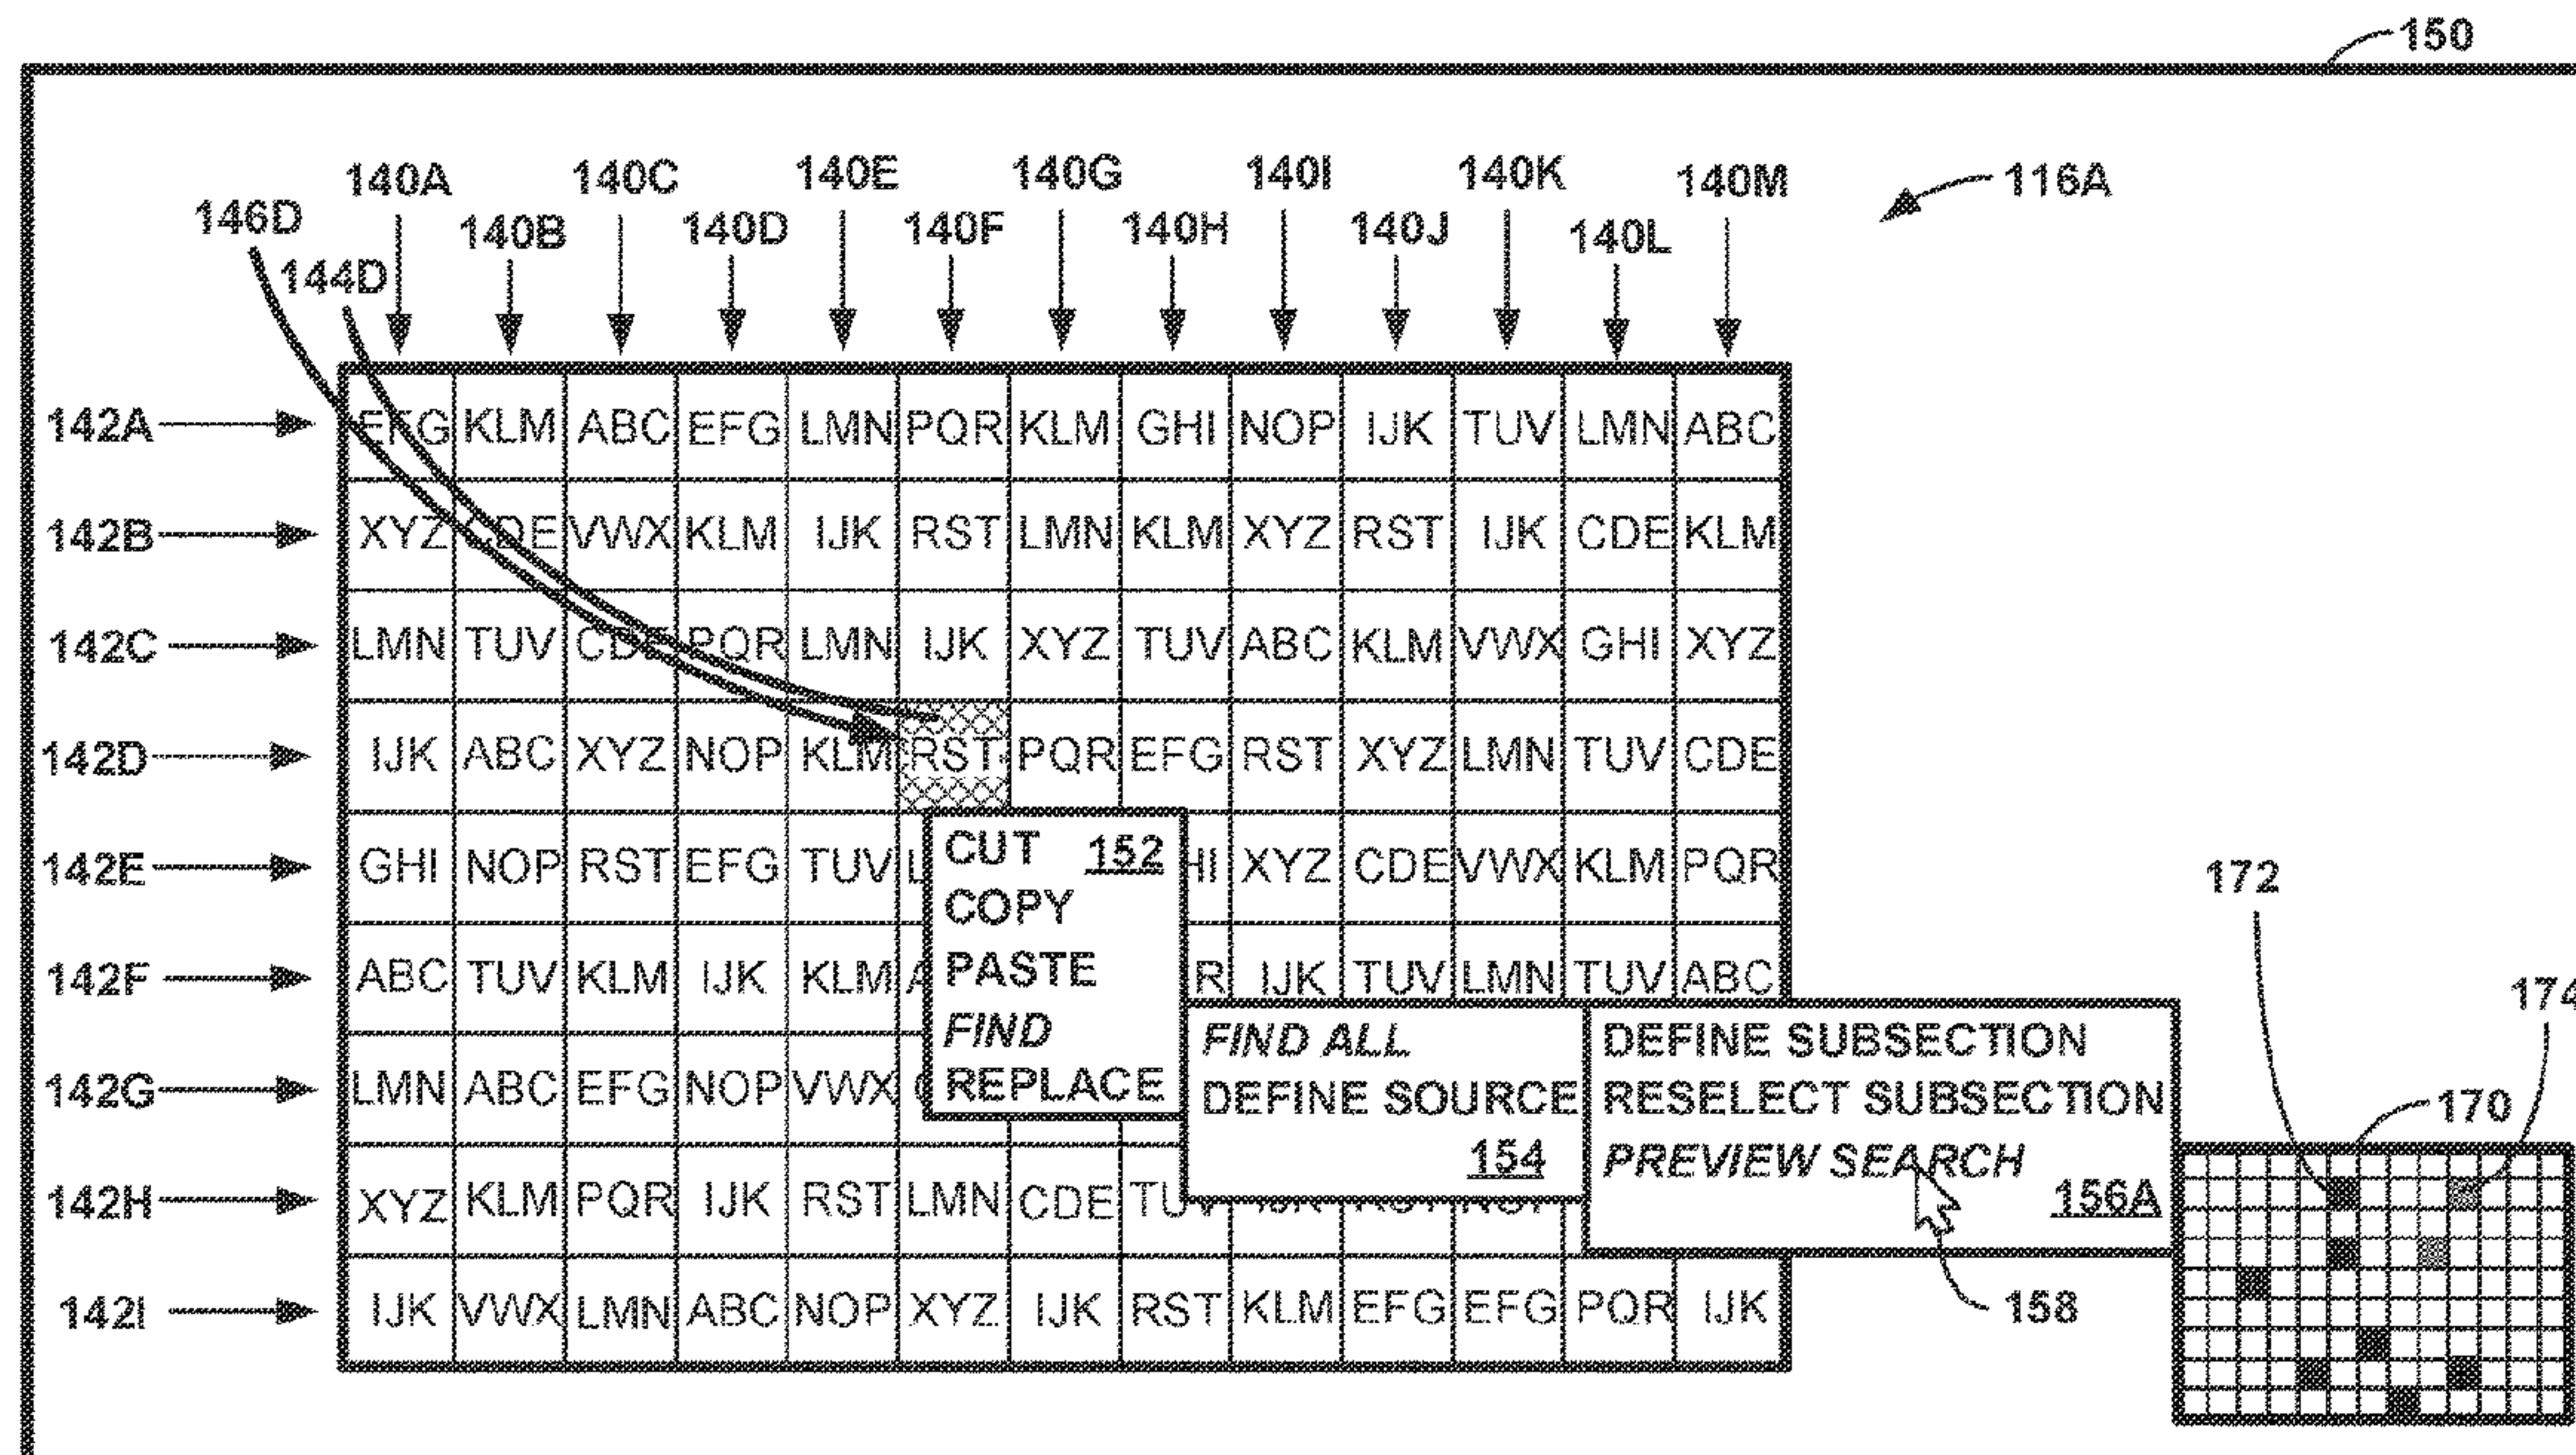 150
140A 140C 140E 140G 140I 140K 140M 116A
146D 140B 140D 140F 140H 140J 140L
144D
142A EFG KLM ABC EFG LMN PQR KLM GHI NOP IJK TUV LMN ABC
142B XYZ CDE VWX KLM IJK RST LMN KLM XYZ RST IJK CDE KLM
142C LMN TUV CDE PQR LMN IJK XYZ TUV ABC KLM VWX GHI XYZ
142D IJK ABC XYZ NOP KLM RST PQR EFG RST XYZ LMN TUV CDE
142E GHI NOP RST EFG TUV L HI XYZ CDE VWX KLM PQR
142F ABC TUV KLM IJK KLM A R IJK TUV LMN TUV ABC
142G LMN ABC EFG NOP VWX
142H XYZ KLM PQR IJK RST LMN CDE TUV
142I IJK VWX LMN ABC NOP XYZ IJK RST KLM EFG EFG PQR IJK
CUT 152
COPY
PASTE
FIND
REPLACE
FIND ALL
DEFINE SOURCE
154
DEFINE SUBSECTION
RESELECT SUBSECTION
PREVIEW SEARCH
156A
158
172
174
170